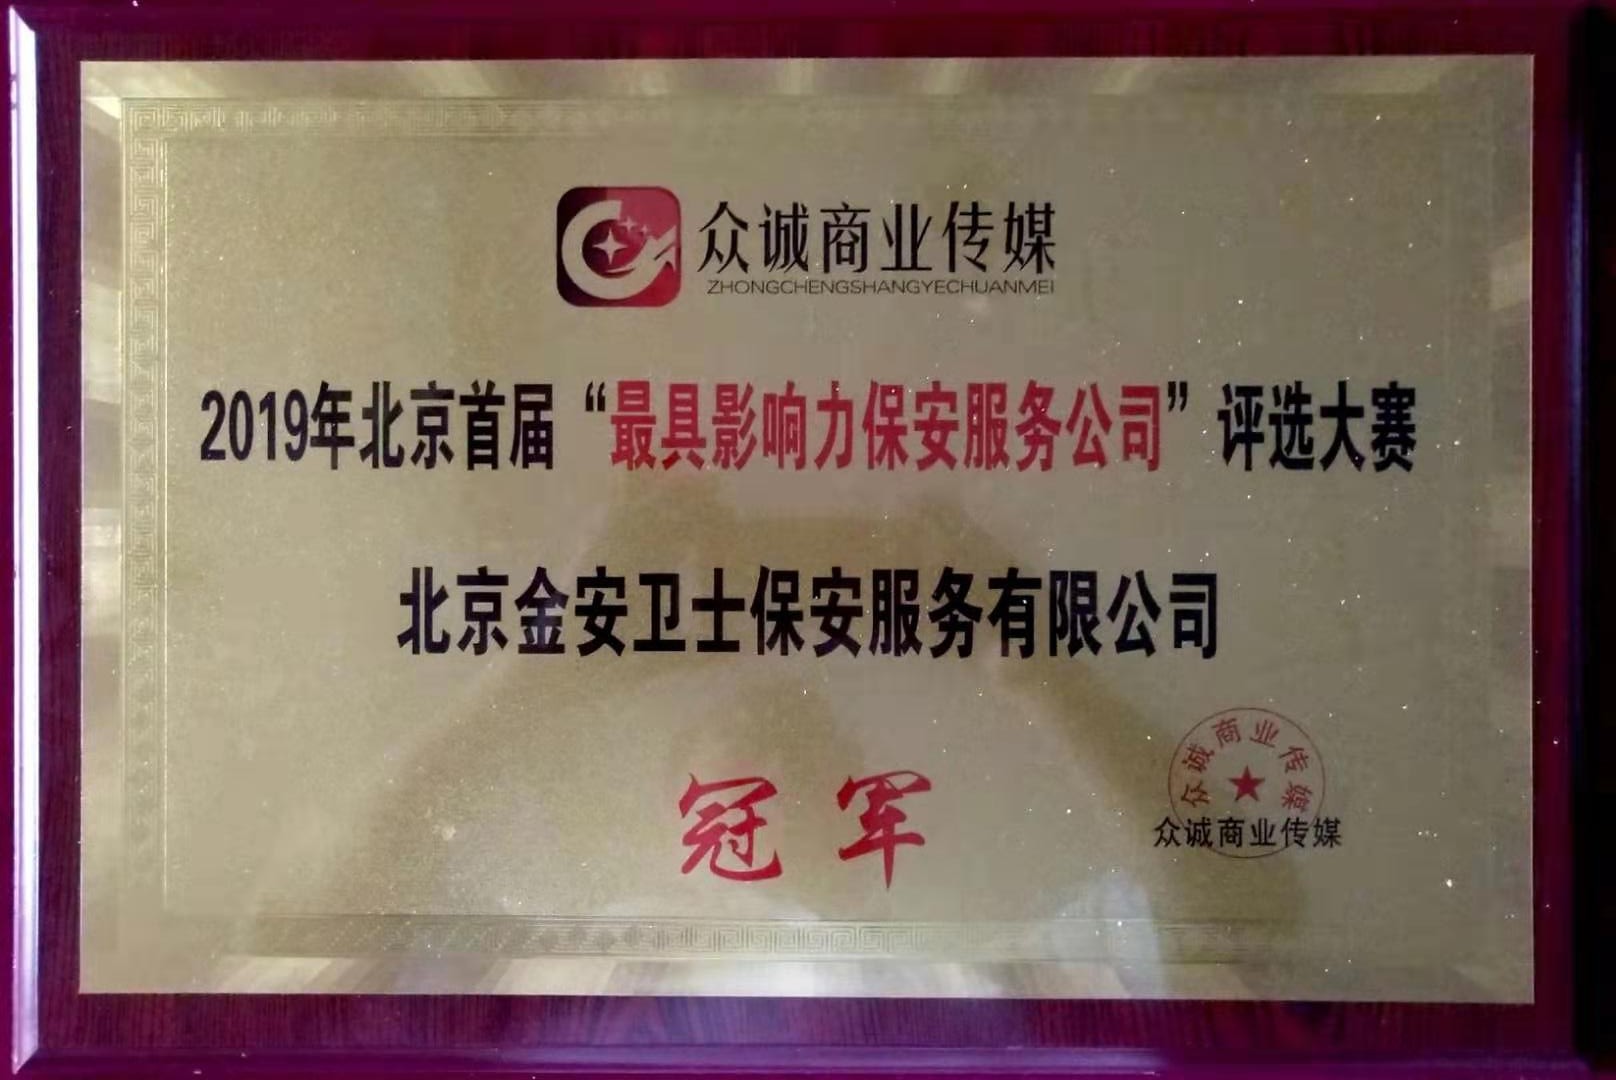 众诚商业传媒
ZHONGCHENGSHANGYECHUANMEI
2019年北京首届“最具影响力保安服务公司”评选大赛
北京金安卫士保安服务有限公司
冠军
众诚商业传媒
众诚商业传媒